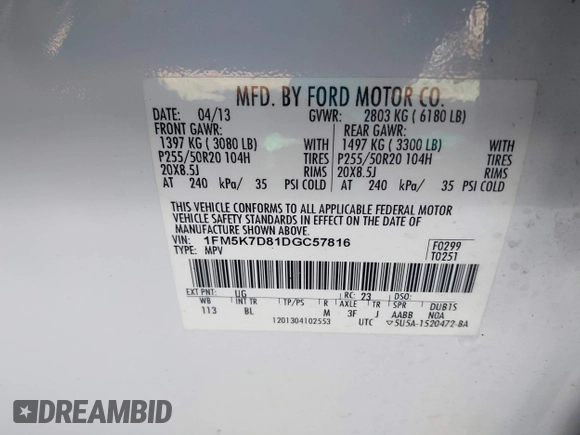 MFD. BY FORD MOTOR CO.
DATE: 04/13 GVWR: 2803 KG ( 6180 LB)
FRONT GAWR: REAR GAWR:
1397 KG ( 3080 LB) WITH 1497 KG ( 3300 LB) WITH
P255/50R20 104H TIRES P255/50R20 104H TIRES
20X8.5J RIMS 20X8.5J RIMS
AT 240 kPa/ 35 PSI COLD AT 240 kPa/ 35 PSI COLD
THIS VEHICLE CONFORMS TO ALL APPLICABLE FEDERAL MOTOR
VEHICLE SAFETY STANDARDS IN EFFECT ON THE DATE OF
MANUFACTURE SHOWN ABOVE.
VIN: 1FM5K7D81DGC57816 F0299
TYPE: MPV T0251
EXT PNT: UG RC: 23 DSO:
WB INT TR TP/PS R AXLE TR SPR DUB1S
113 BL M 3F J AABB N0A
1201304102553 UTC 5U5A-1520472-BA
DREAMBID